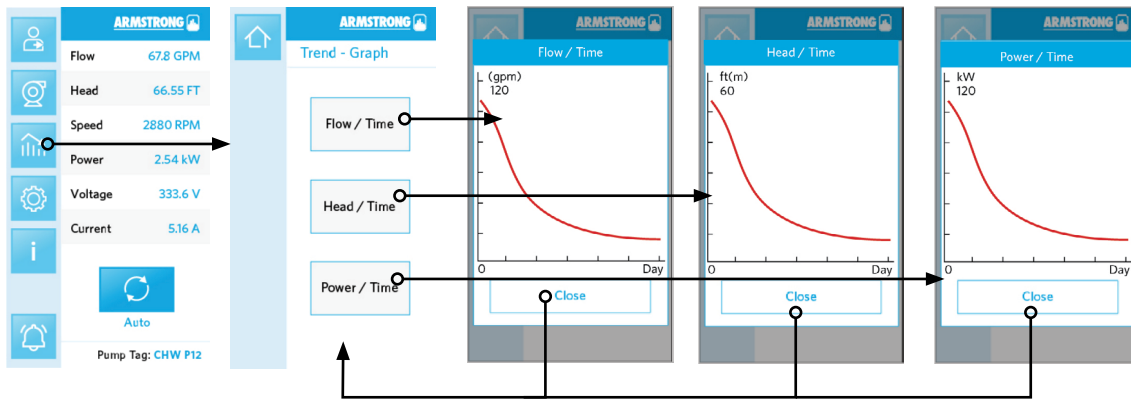 ARMSTRONG
Flow 67.8 GPM
Head 66.55 FT
Speed 2880 RPM
Power 2.54 kW
Voltage 333.6 V
Current 5.16 A
Auto
Pump Tag: CHW P12
ARMSTRONG
Trend - Graph
Flow / Time
Head / Time
Power / Time
ARMSTRONG
Flow / Time
(gpm)
120
0 Day
Close
ARMSTRONG
Head / Time
ft(m)
60
0 Day
Close
ARMSTRONG
Power / Time
kW
120
0 Day
Close